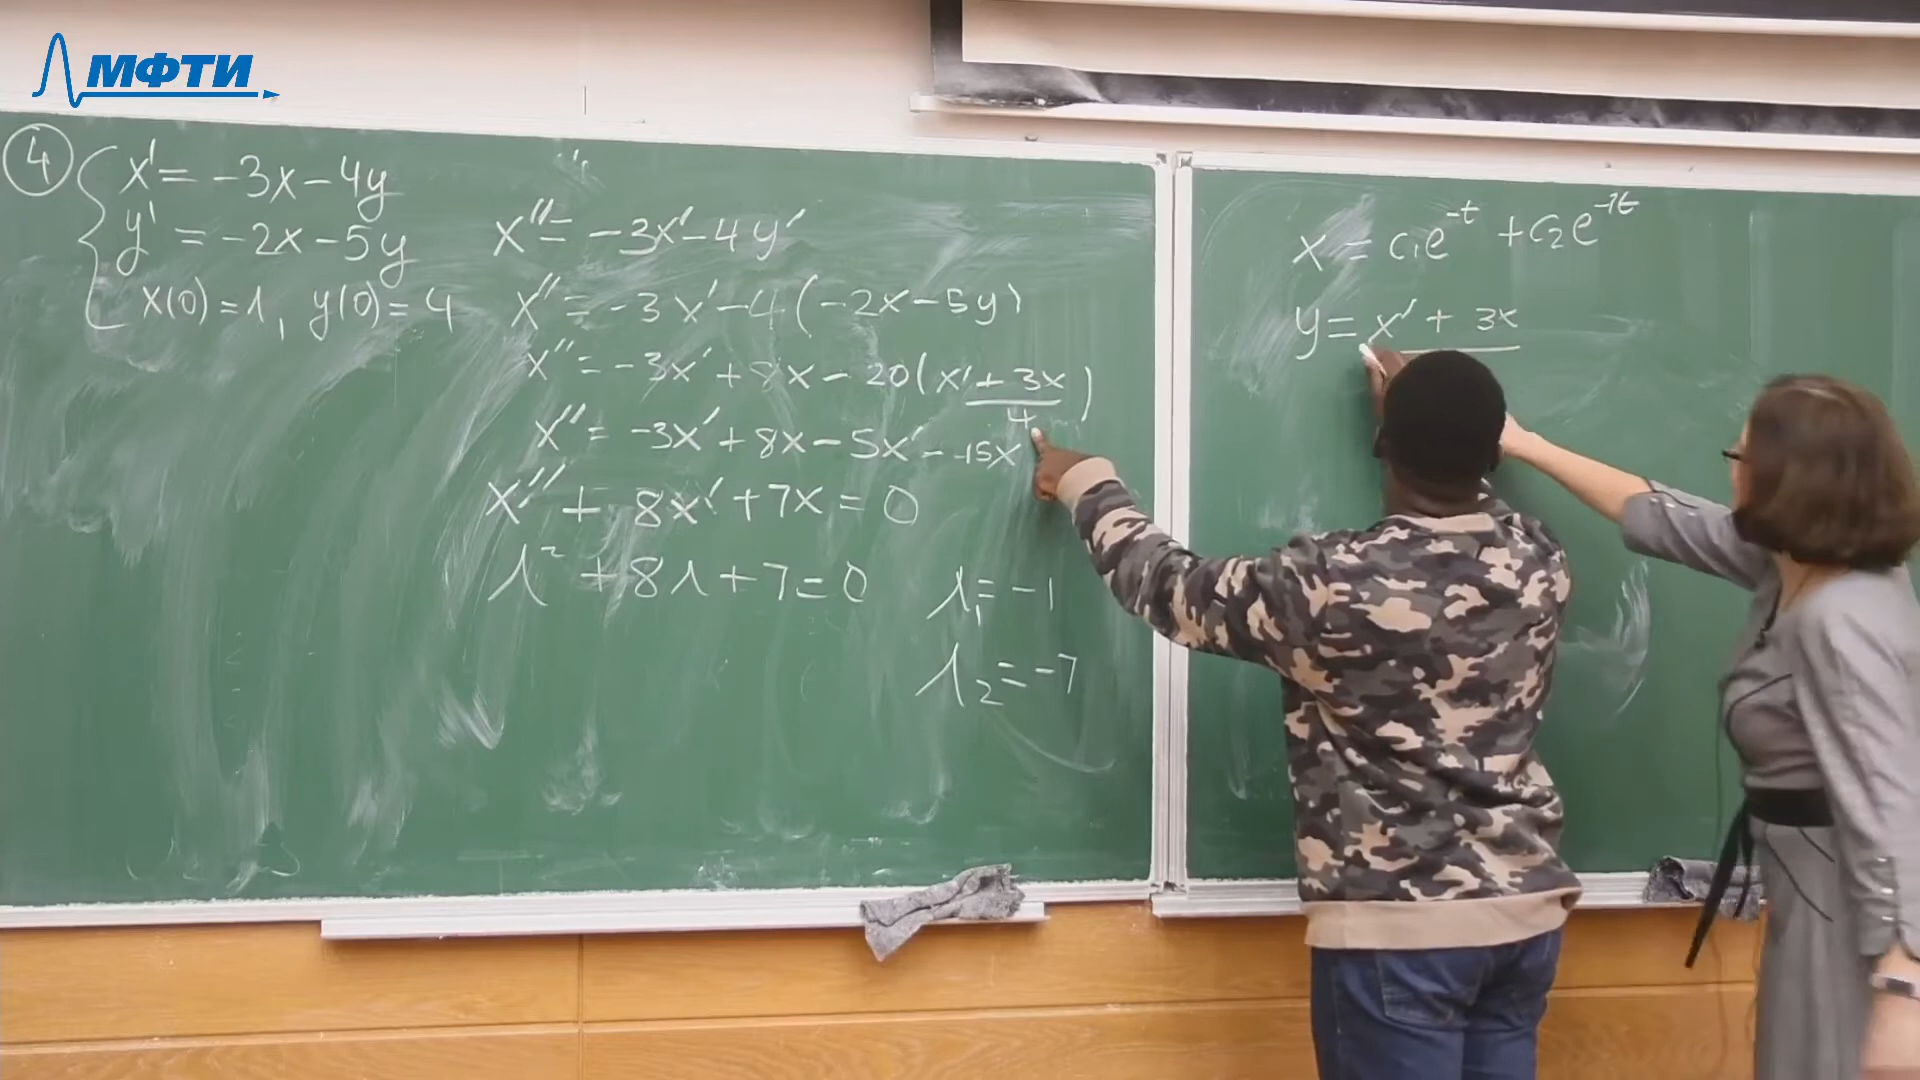 МФТИ
4
x' = -3x - 4y
y' = -2x - 5y
x(0) = 1, y(0) = 4
x'' = -3x' - 4y'
x'' = -3x' - 4(-2x - 5y)
x'' = -3x' + 8x - 20(x' + 3x / 4)
x'' = -3x' + 8x - 5x' - 15x
x'' + 8x' + 7x = 0
λ² + 8λ + 7 = 0
λ₁ = -1
λ₂ = -7
x = c₁e^-t + c₂e^-7t
y = x' + 3x